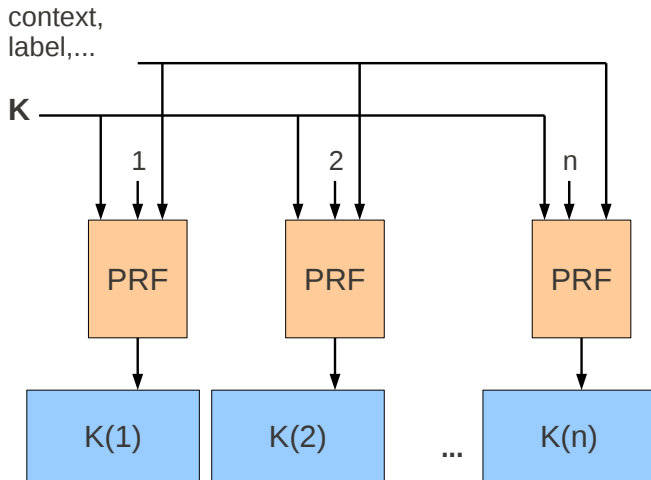 context,
label,...
K
1 2 n
PRF PRF PRF
K(1) K(2) ... K(n)